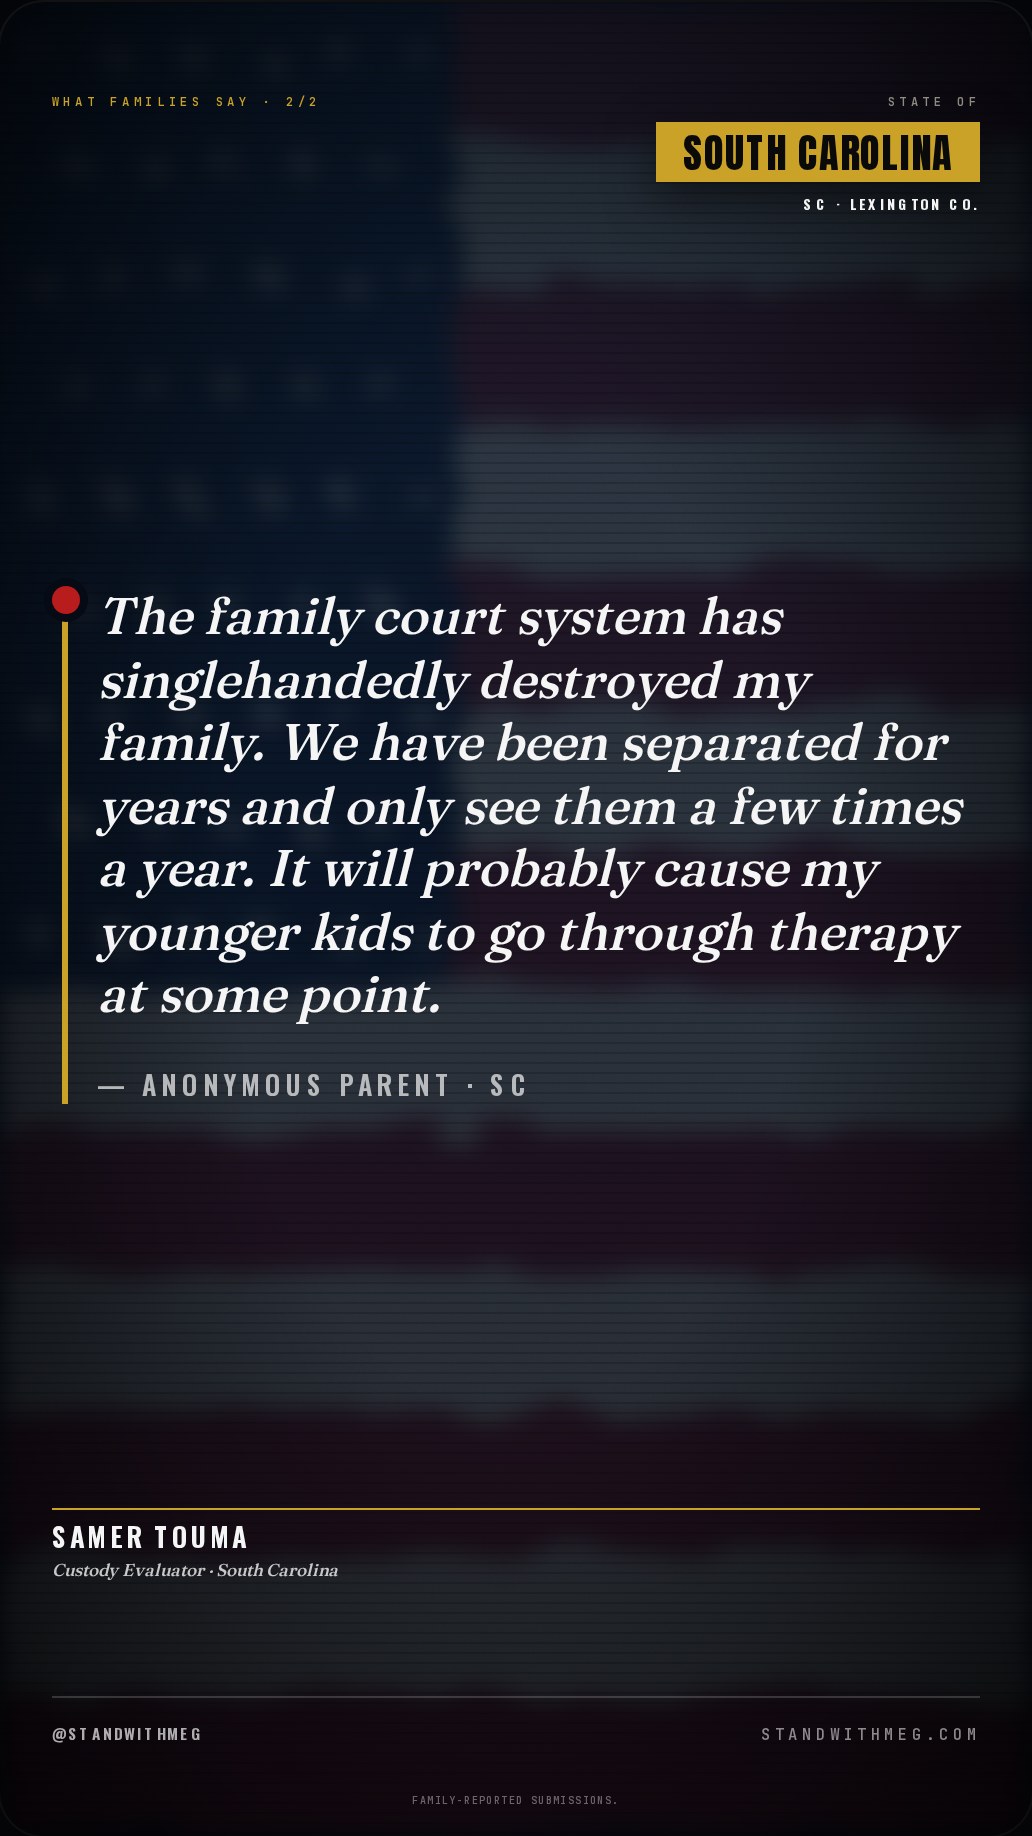 WHAT FAMILIES SAY · 2/2
STATE OF
SOUTH CAROLINA
SC · LEXINGTON CO.
The family court system has
singlehandedly destroyed my
family. We have been separated for
years and only see them a few times
a year. It will probably cause my
younger kids to go through therapy
at some point.
— ANONYMOUS PARENT · SC
SAMER TOUMA
Custody Evaluator · South Carolina
@STANDWITHMEG
STANDWITHMEG.COM
FAMILY-REPORTED SUBMISSIONS.